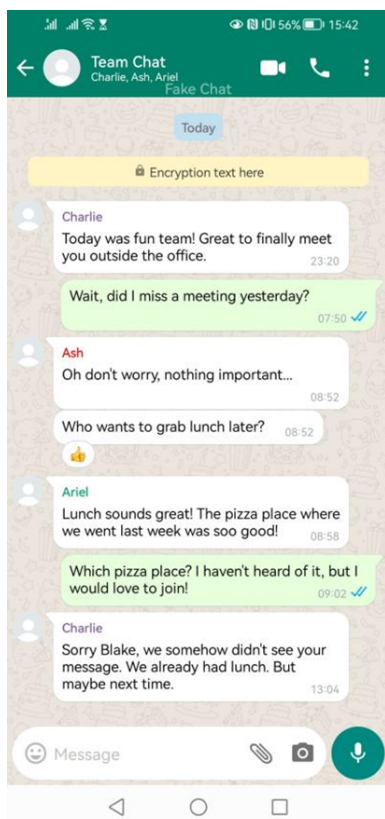 56% 15:42
Team Chat
Charlie, Ash, Ariel
Fake Chat
Today
Encryption text here
Charlie
Today was fun team! Great to finally meet
you outside the office.
23:20
Wait, did I miss a meeting yesterday?
07:50
Ash
Oh don't worry, nothing important...
08:52
Who wants to grab lunch later? 08:52
Ariel
Lunch sounds great! The pizza place where
we went last week was soo good! 08:58
Which pizza place? I haven't heard of it, but I
would love to join! 09:02
Charlie
Sorry Blake, we somehow didn't see your
message. We already had lunch. But
maybe next time. 13:04
Message